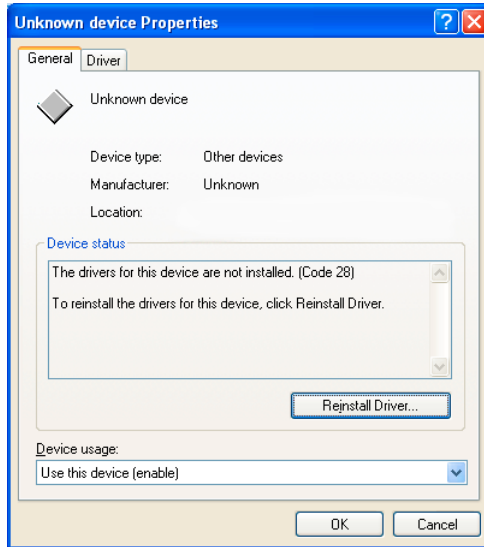 Unknown device Properties
?
General Driver
Unknown device
Device type: Other devices
Manufacturer: Unknown
Location:
Device status
The drivers for this device are not installed. (Code 28)
To reinstall the drivers for this device, click Reinstall Driver.
Reinstall Driver...
Device usage:
Use this device (enable)
OK Cancel